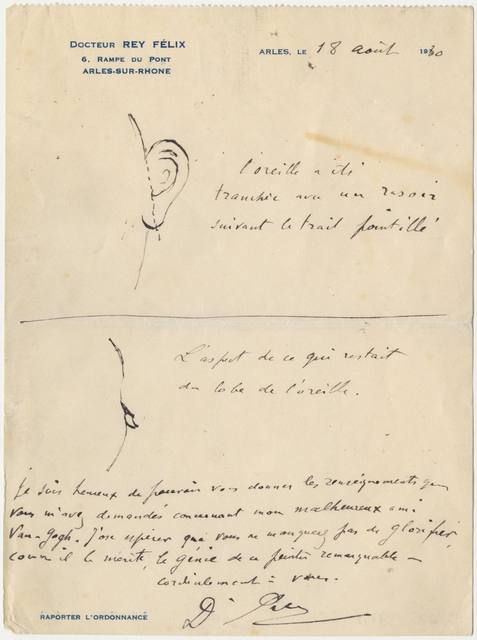 DOCTEUR REY FÉLIX
6, RAMPE DU PONT
ARLES-SUR-RHONE
ARLES, LE 18 août 1930
l'oreille a été
tranchée avec un rasoir
suivant le trait pointillé
L'aspect de ce qui restait
du lobe de l'oreille.
Je suis heureux de pouvoir vous donner les renseignements que
vous m'avez demandés concernant mon malheureux ami
Van-Gogh. J'ose espérer que vous ne manquerez pas de glorifier,
comme il le mérite, le génie de ce peintre remarquable –
cordialement à vous.
Dr Rey
RAPORTER L'ORDONNANCE